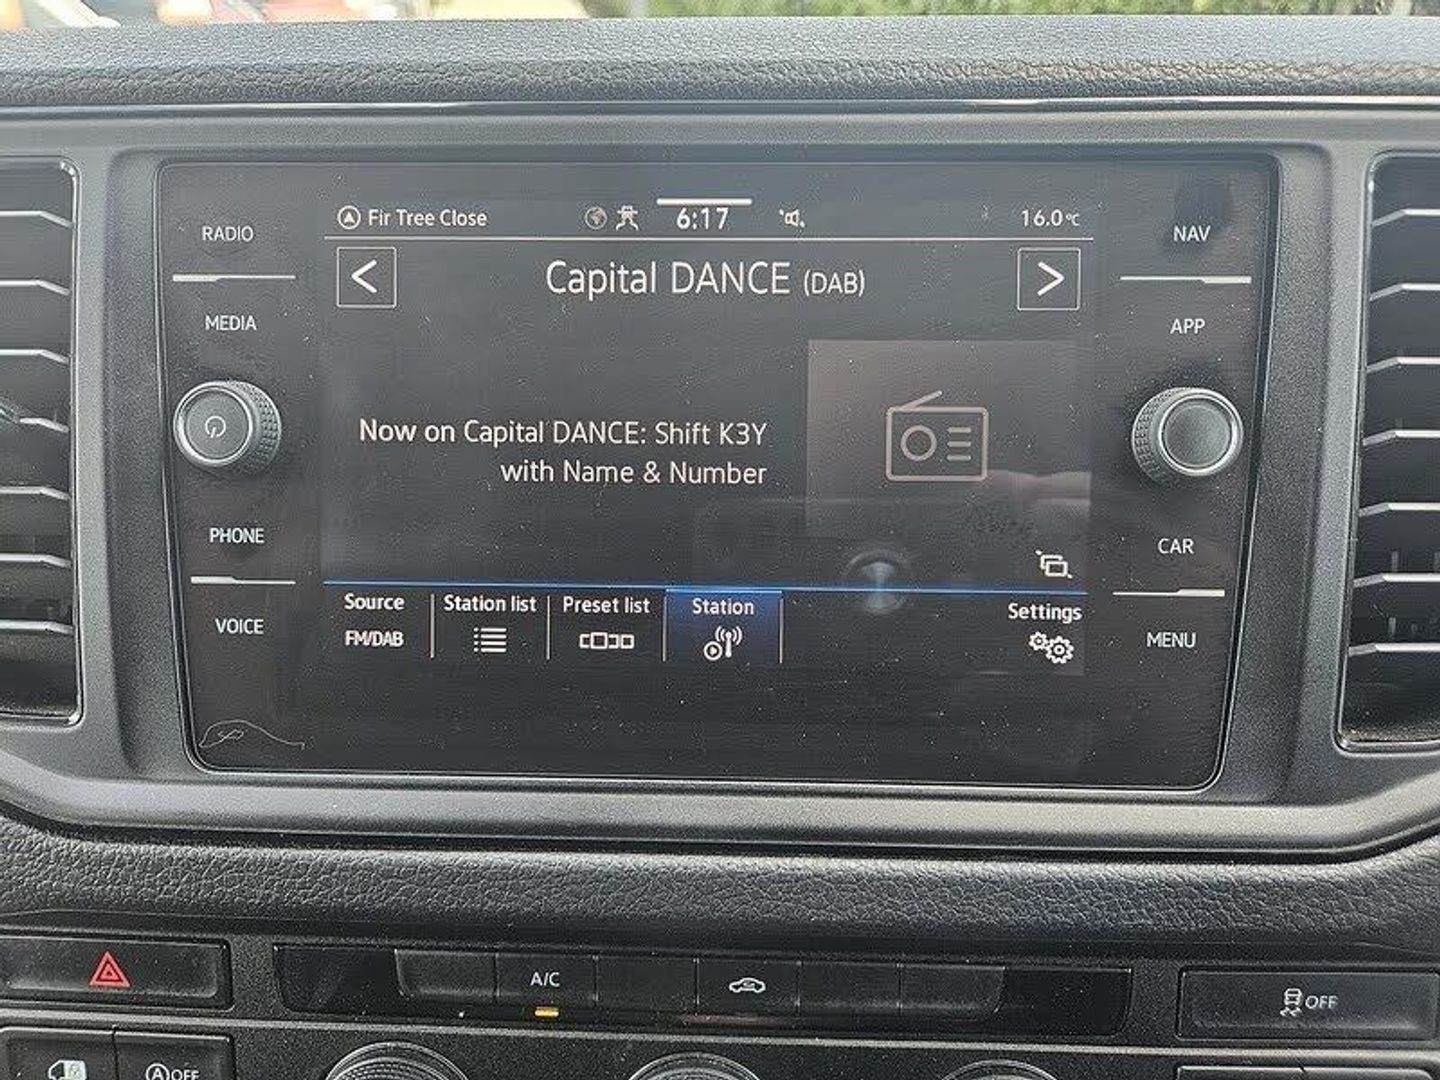 Fir Tree Close 6:17 16.0°C
RADIO
NAV
Capital DANCE (DAB)
MEDIA
APP
Now on Capital DANCE: Shift K3Y
with Name & Number
PHONE
CAR
VOICE
MENU
Source Station list Preset list Station Settings
FM/DAB
A/C
OFF
A OFF